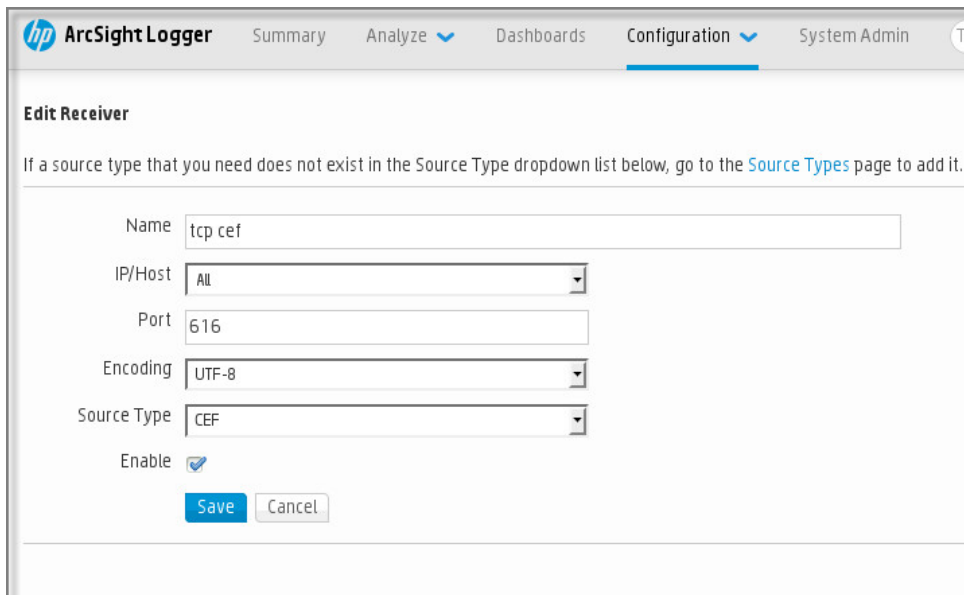 hp ArcSight Logger Summary Analyze Dashboards Configuration System Admin T
Edit Receiver
If a source type that you need does not exist in the Source Type dropdown list below, go to the Source Types page to add it.
Name tcp cef
IP/Host All
Port 616
Encoding UTF-8
Source Type CEF
Enable
Save Cancel